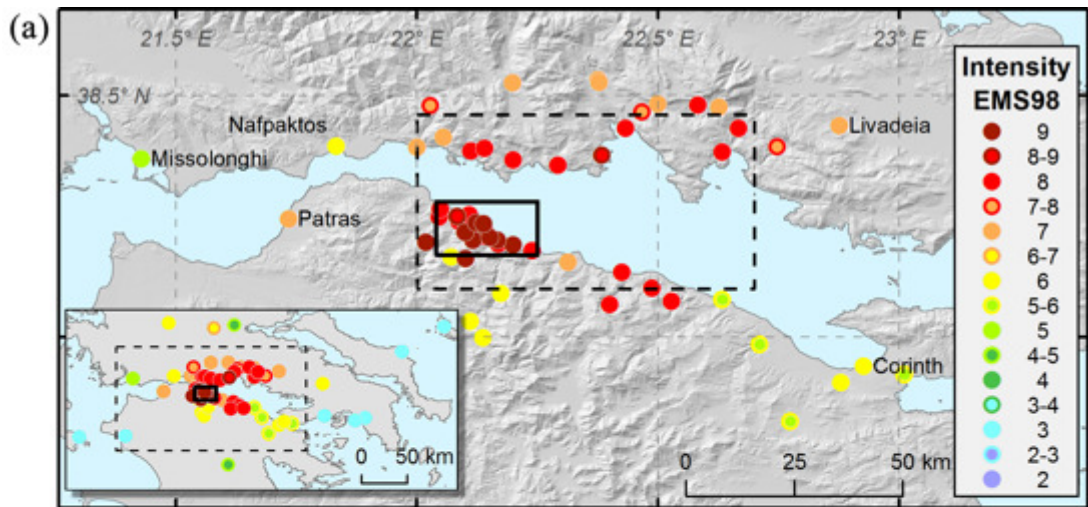 (a)
21.5° E
22° E
22.5° E
23° E
38.5° N
Nafpaktos
Missolonghi
Livadeia
Patras
Corinth
0 50 km
0 25 50 km
Intensity
EMS98
9
8-9
8
7-8
7
6-7
6
5-6
5
4-5
4
3-4
3
2-3
2